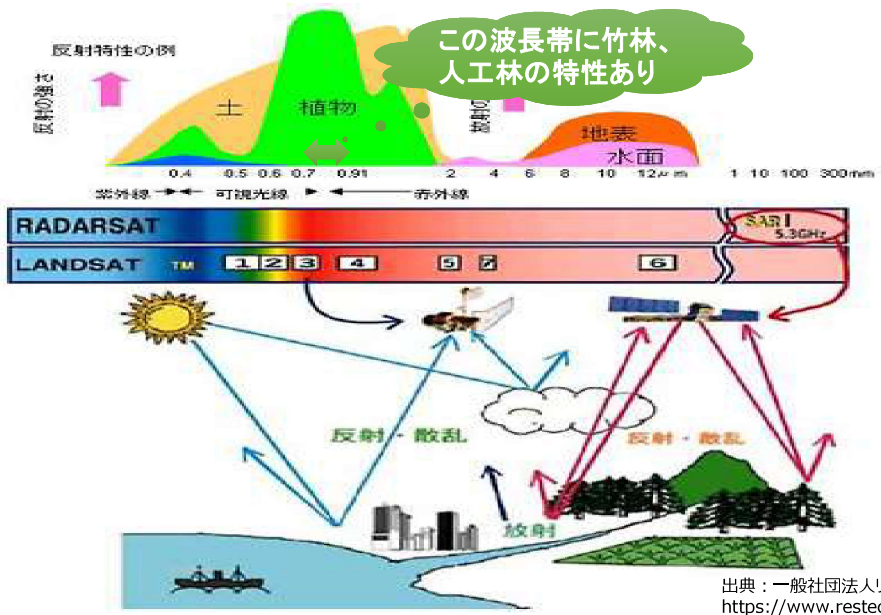 反射特性の例
この波長帯に竹林、
人工林の特性あり
反射の強さ
土
植物
地表
水面
0.4 0.5 0.6 0.7 0.91 2 4 6 8 10 12μm 1 10 100 300mm
紫外線 可視光線 赤外線
RADARSAT SAR
5.3GHz
LANDSAT TM 1 2 3 4 5 7 6
反射・散乱
反射・散乱
放射
出典:一般社団法人
https://www.restec